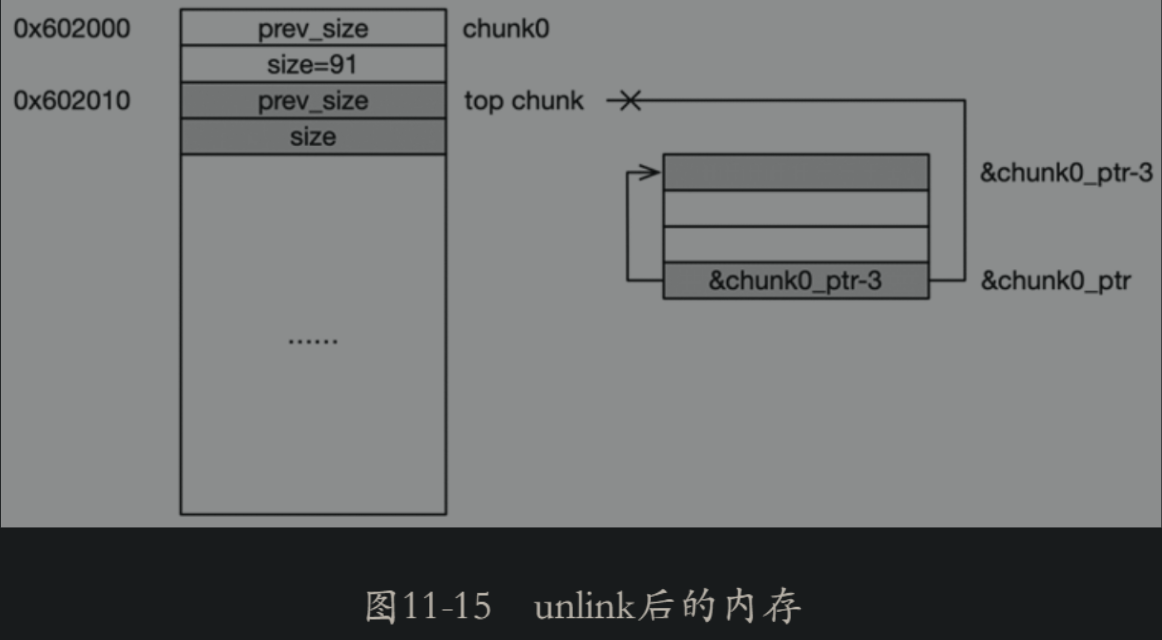 0x602000 prev_size chunk0
size=91
0x602010 prev_size top chunk
size
&chunk0_ptr-3
&chunk0_ptr-3 &chunk0_ptr
......
图11-15 unlink后的内存